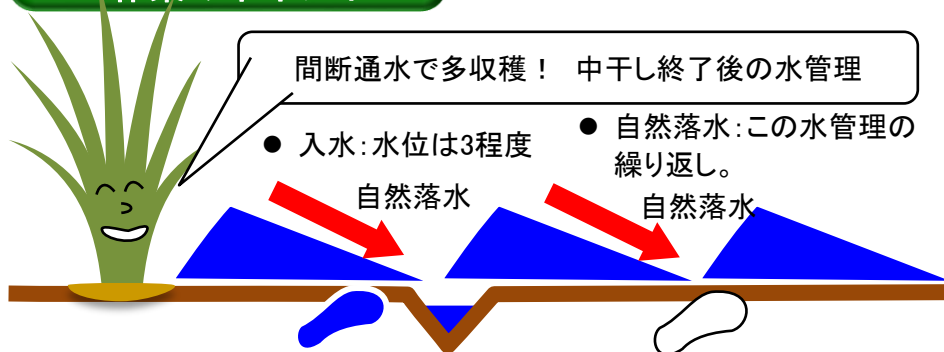 間断通水で多収穫！ 中干し終了後の水管理
● 入水：水位は3程度
● 自然落水：この水管理の
繰り返し。
自然落水
自然落水